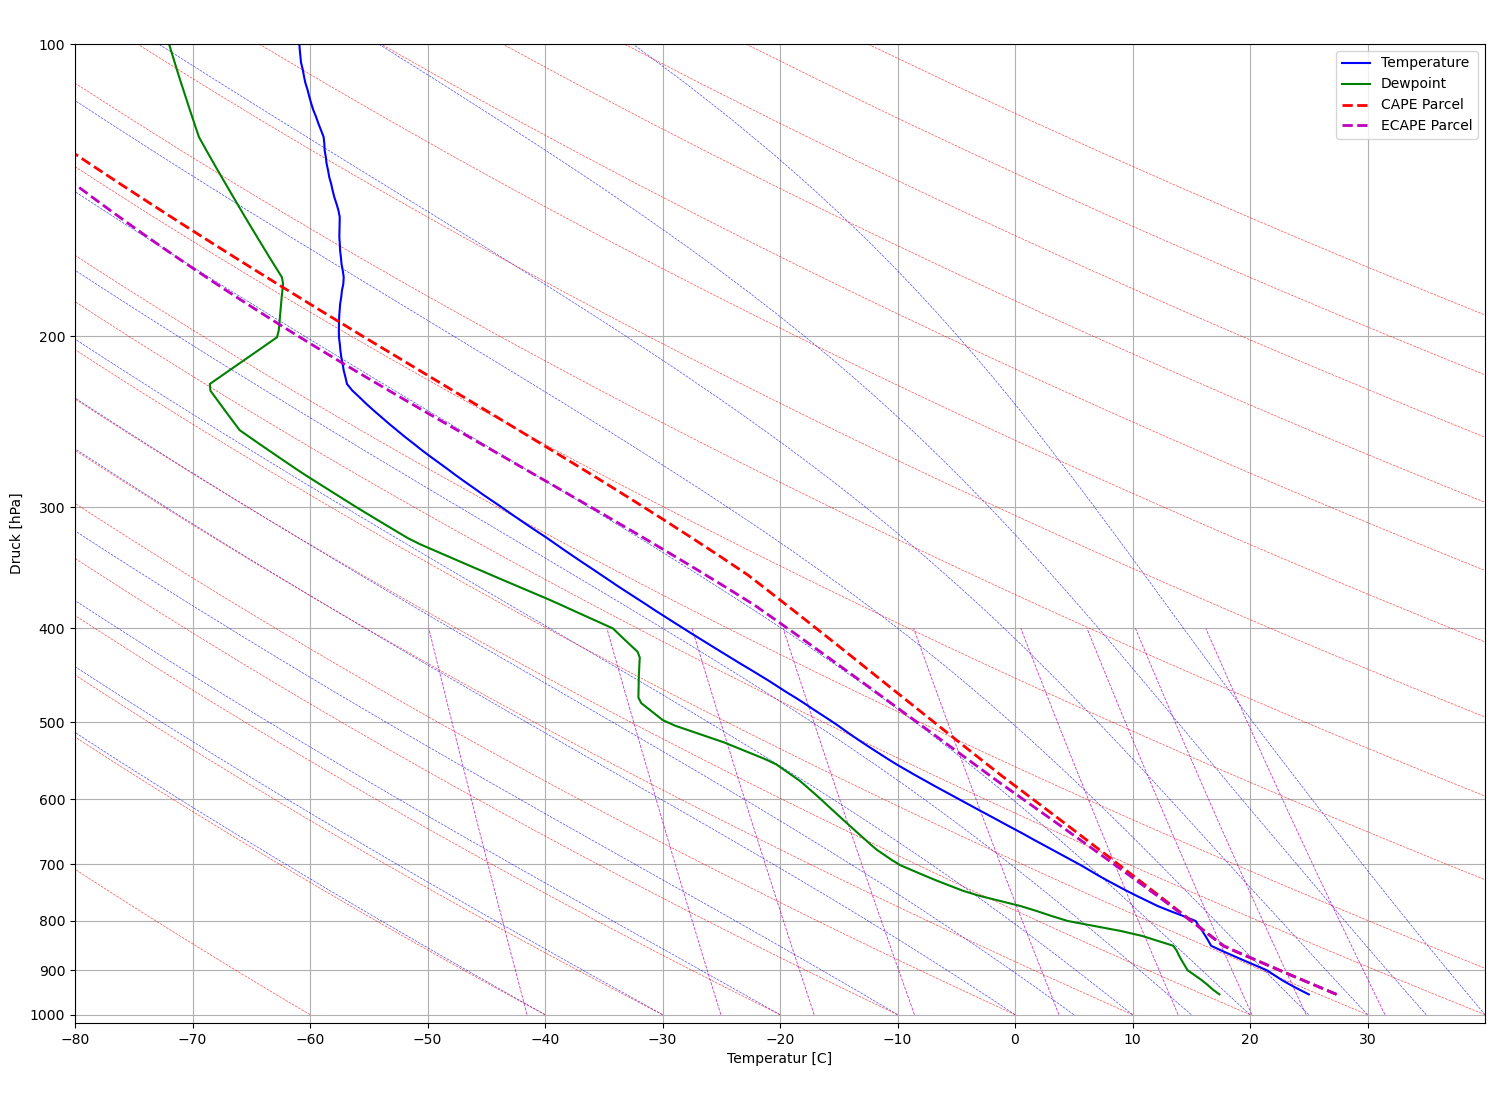 Temperature
Dewpoint
CAPE Parcel
ECAPE Parcel
Druck [hPa]
100
200
300
400
500
600
700
800
900
1000
−80 −70 −60 −50 −40 −30 −20 −10 0 10 20 30
Temperatur [C]